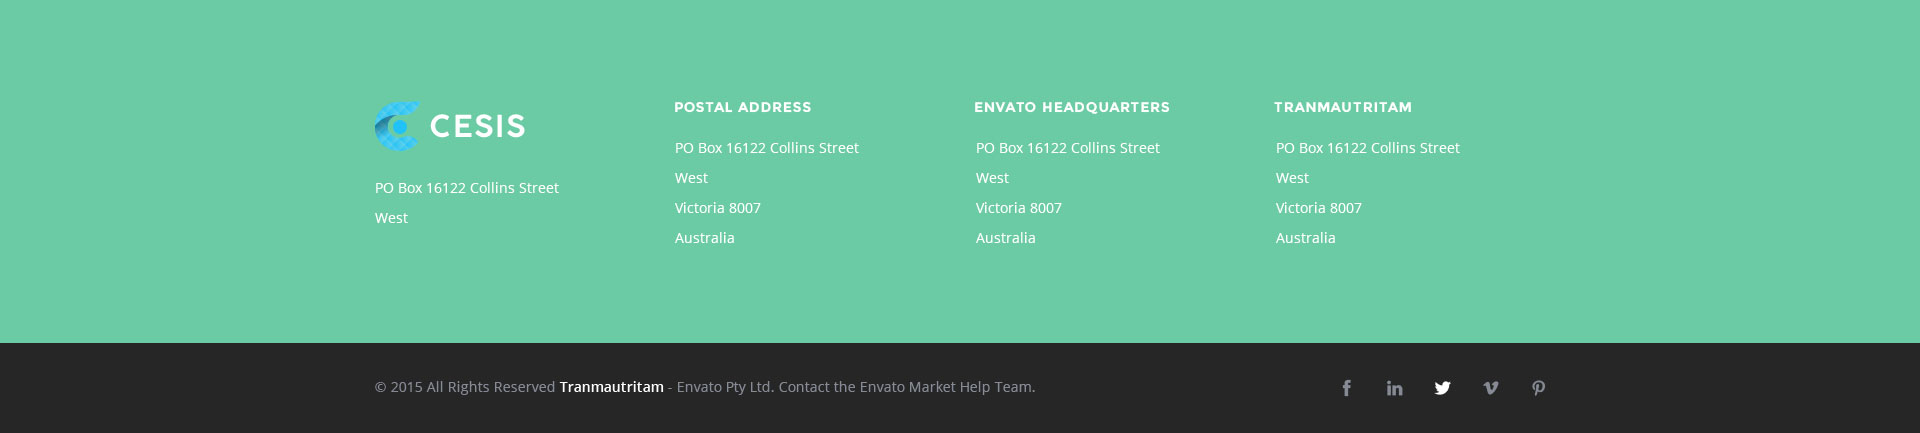 CESIS
PO Box 16122 Collins Street
West
POSTAL ADDRESS
PO Box 16122 Collins Street
West
Victoria 8007
Australia
ENVATO HEADQUARTERS
PO Box 16122 Collins Street
West
Victoria 8007
Australia
TRANMAUTRITAM
PO Box 16122 Collins Street
West
Victoria 8007
Australia
© 2015 All Rights Reserved Tranmautritam - Envato Pty Ltd. Contact the Envato Market Help Team.